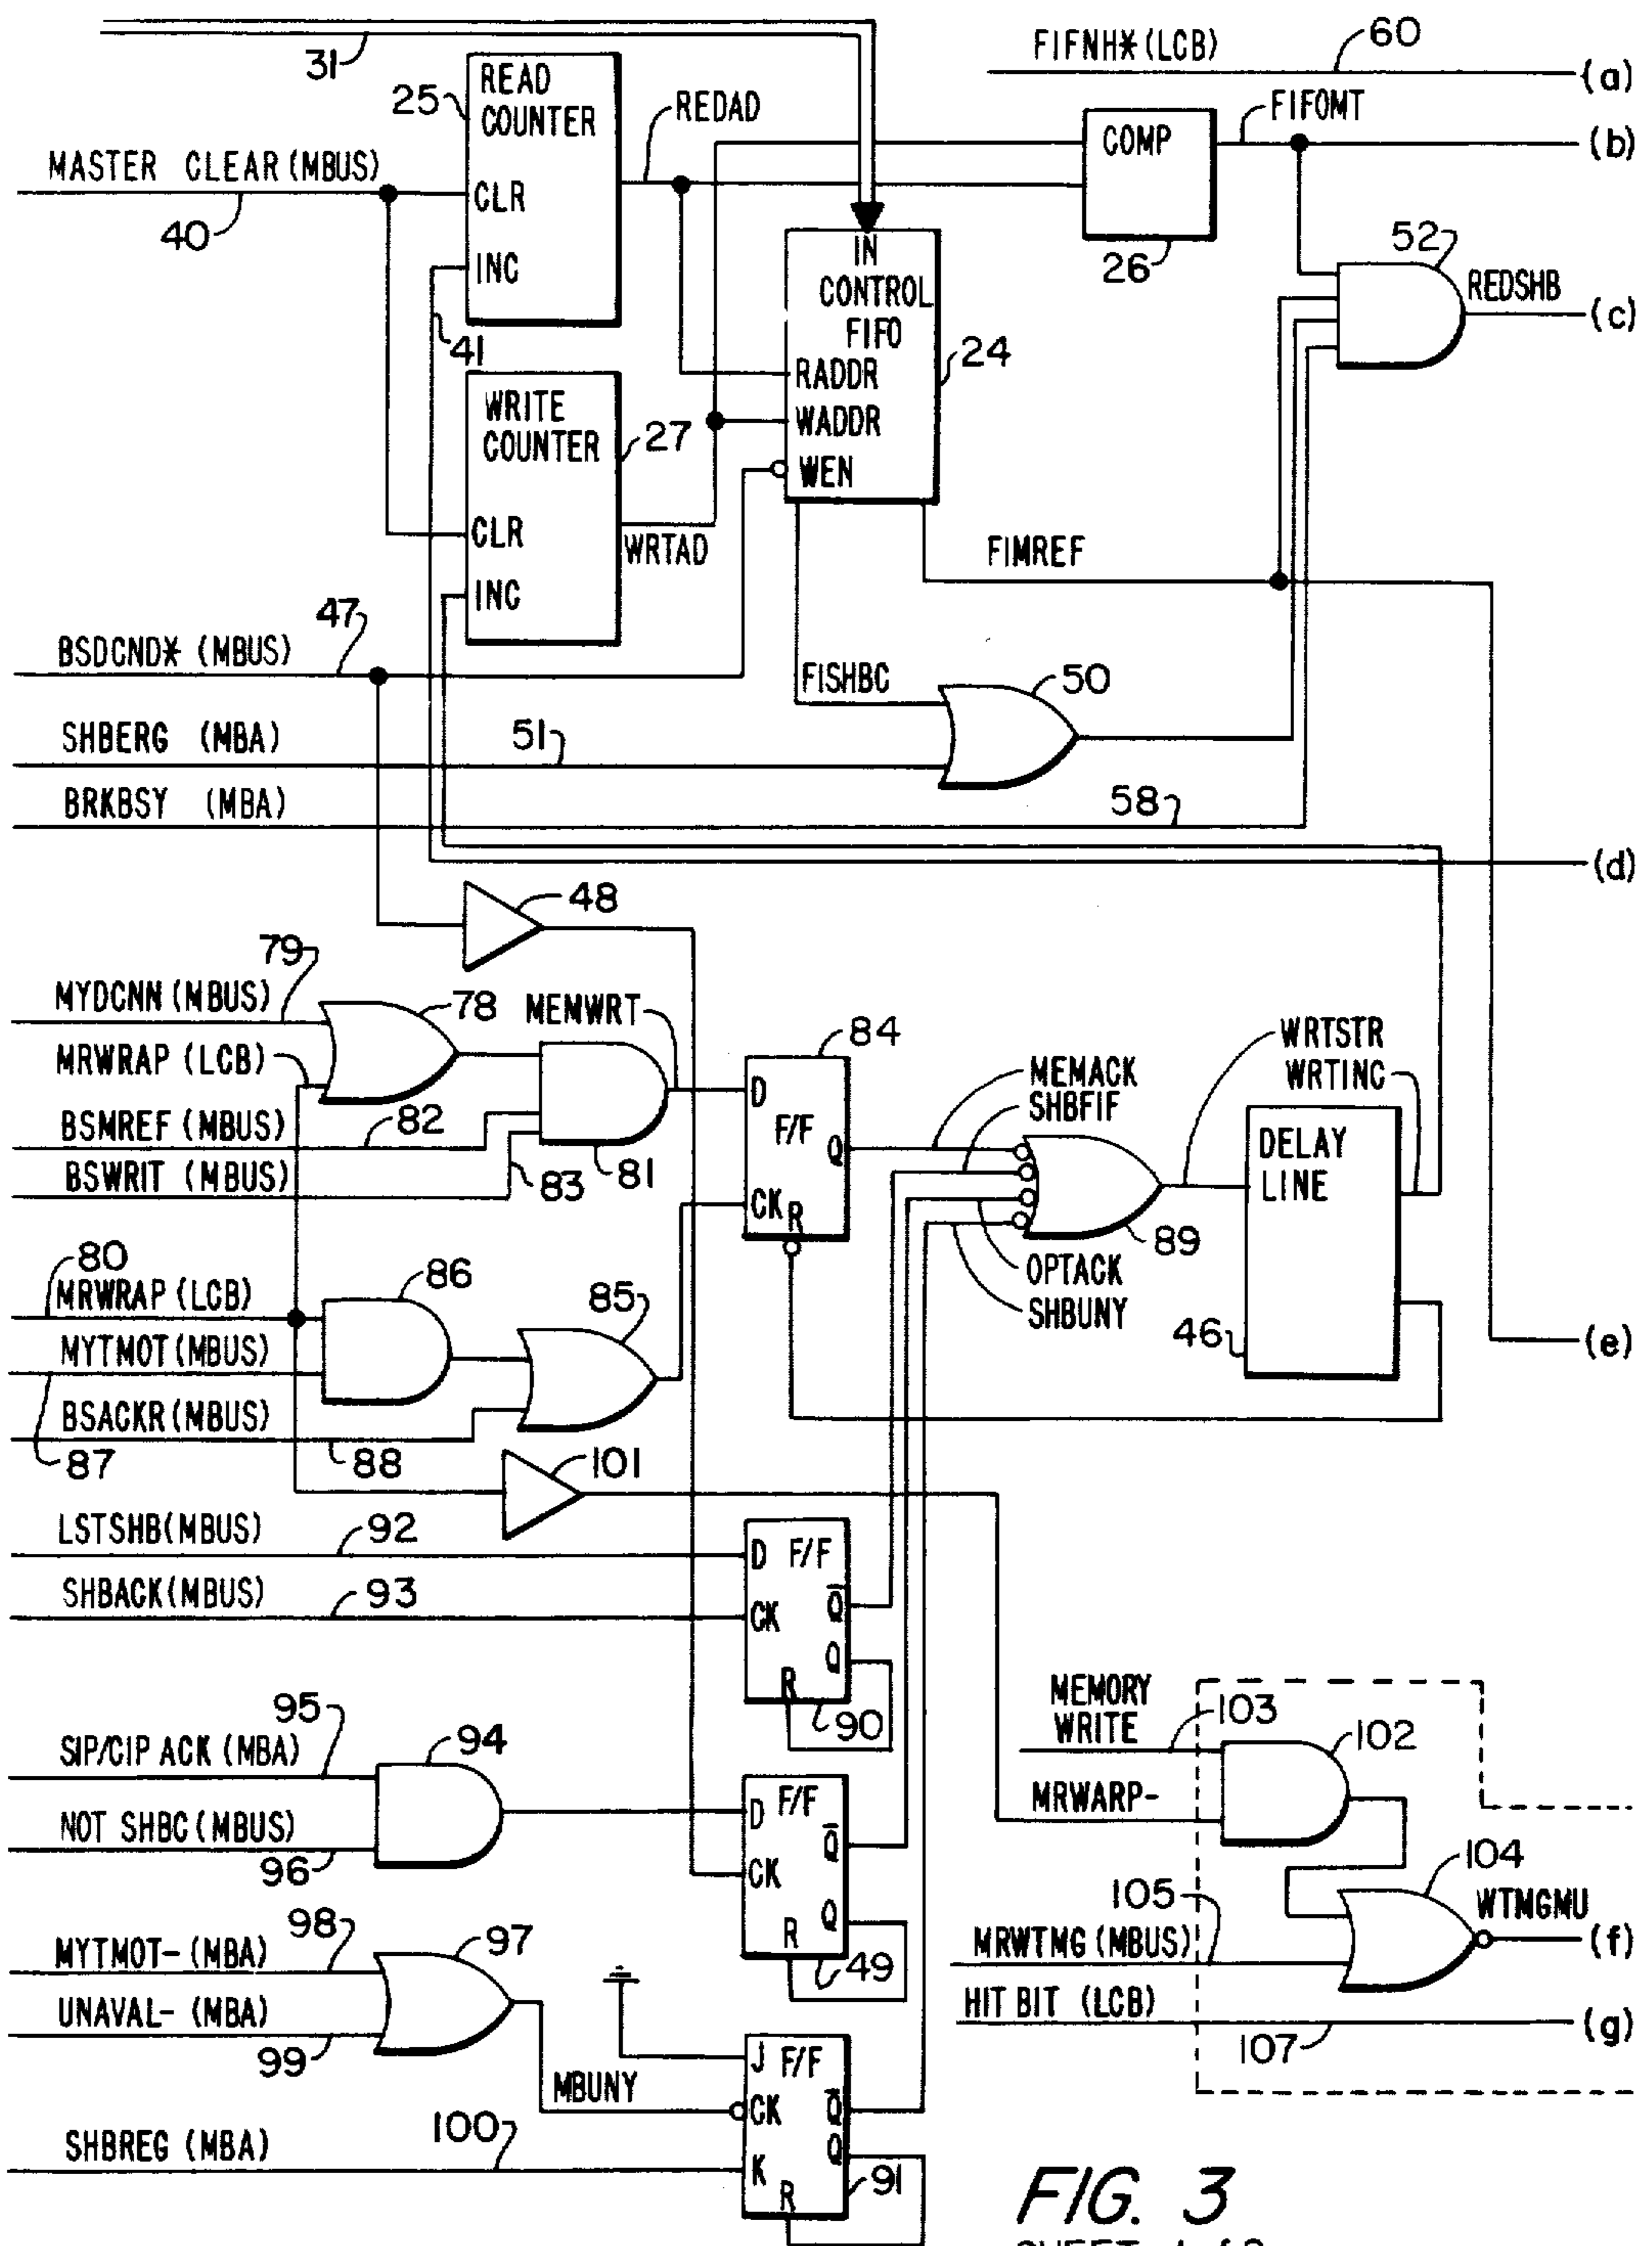 31
FIFNH* (LCB)
60
(a)
25
READ
COUNTER
CLR
INC
REDAD
COMP
26
FIFOMT
(b)
MASTER CLEAR (MBUS)
40
41
IN
CONTROL
FIFO
RADDR
WADDR
WEN
24
52
REDSHB
(c)
WRITE
COUNTER
CLR
INC
27
WRTAD
FIMREF
BSDCND* (MBUS)
47
FISHBC
50
SHBERG (MBA)
51
BRKBSY (MBA)
58
(d)
48
79
MYDCNN (MBUS)
78
MEMWRT
84
MRWRAP (LCB)
BSMREF (MBUS)
82
BSWRIT (MBUS)
83
81
D
F/F
Q
CK
R
MEMACK
SHBFIF
WRTSTR
WRTINC
DELAY
LINE
89
OPTACK
SHBUNY
46
(e)
80
MRWRAP (LCB)
86
85
MYTMOT (MBUS)
BSACKR (MBUS)
87
88
101
LSTSHB (MBUS)
92
SHBACK (MBUS)
93
D F/F
CK
Q̅
Q
R
90
95
SIP/CIP ACK (MBA)
94
NOT SHBC (MBUS)
96
D F/F
CK
Q̅
Q
R
49
MEMORY
WRITE
103
102
MRWARP-
105
104
WTMGMU
MRWTMG (MBUS)
(f)
HIT BIT (LCB)
107
(g)
MYTMOT- (MBA)
98
97
UNAVAL- (MBA)
99
MBUNY
SHBREG (MBA)
100
J F/F
CK
Q̅
Q
K
R
91
FIG. 3
SHEET 1 of 2